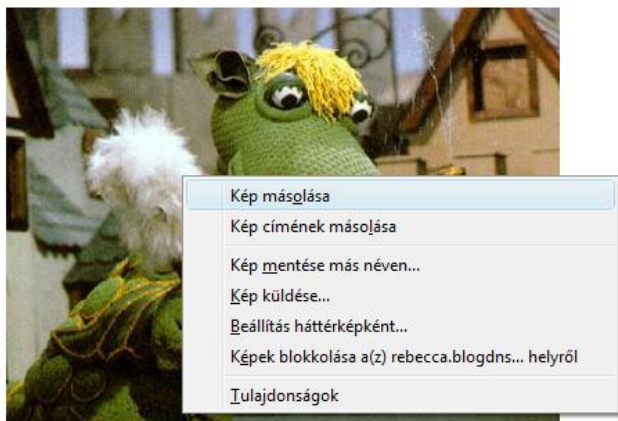 Kép másolása
Kép címének másolása
Kép mentése más néven...
Kép küldése...
Beállítás háttérképként...
Képek blokkolása a(z) rebecca.blogdns... helyről
Tulajdonságok